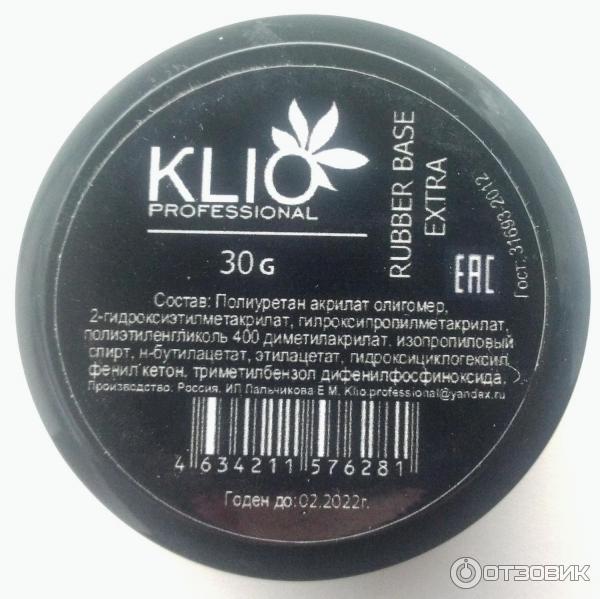 KLIO
PROFESSIONAL
30 G
RUBBER BASE
EXTRA
EAC
Гост.31693-2012
Состав: Полиуретан акрилат олигомер,
2-гидроксиэтилметакрилат, гилроксипропилметакрилат,
полиэтиленгликоль 400 диметилакрилат, изопропиловый
спирт, н-бутилацетат, этилацетат, гидроксициклогексил
фенил кетон, триметилбензол дифенилфосфиноксида.
Производство. Россия. ИП Пальчикова Е М. Klio.professional@yandex.ru
4 634211 576281
Годен до:02.2022г.
ОТЗОВИК